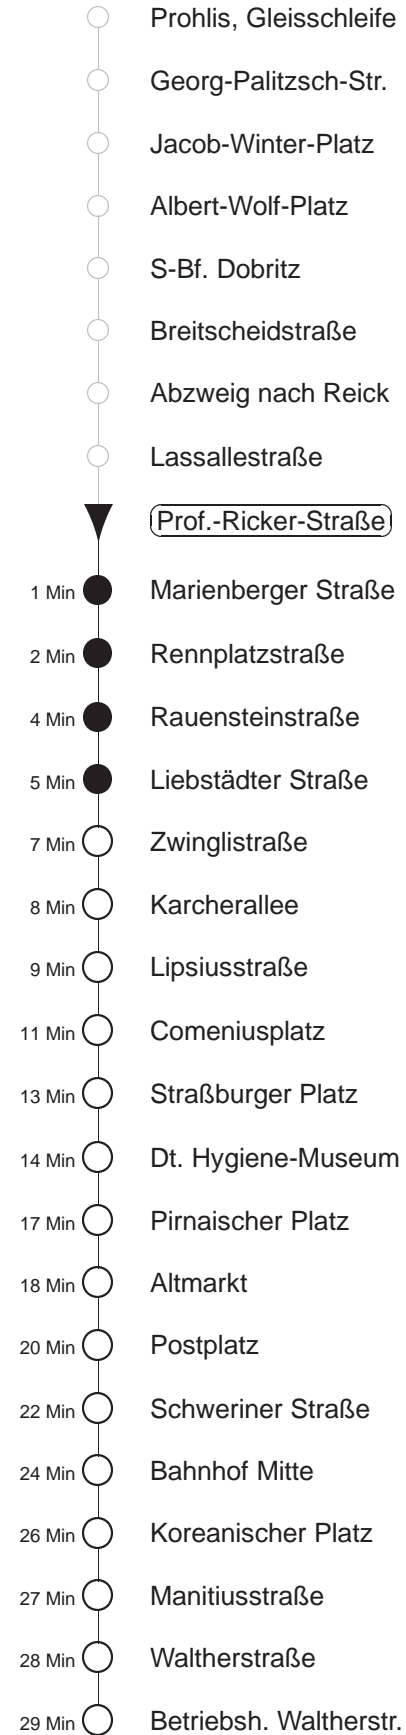 Prohlis, Gleisschleife
Georg-Palitzsch-Str.
Jacob-Winter-Platz
Albert-Wolf-Platz
S-Bf. Dobritz
Breitscheidstraße
Abzweig nach Reick
Lassallestraße
Prof.-Ricker-Straße
1 Min Marienberger Straße
2 Min Rennplatzstraße
4 Min Rauensteinstraße
5 Min Liebstädter Straße
7 Min Zwinglistraße
8 Min Karcherallee
9 Min Lipsiusstraße
11 Min Comeniusplatz
13 Min Straßburger Platz
14 Min Dt. Hygiene-Museum
17 Min Pirnaischer Platz
18 Min Altmarkt
20 Min Postplatz
22 Min Schweriner Straße
24 Min Bahnhof Mitte
26 Min Koreanischer Platz
27 Min Manitiusstraße
28 Min Waltherstraße
29 Min Betriebsh. Waltherstr.